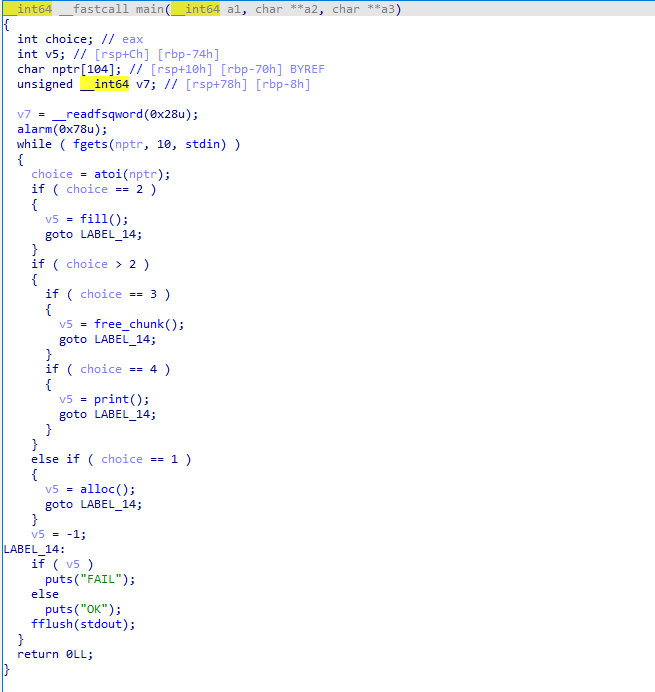 __int64 __fastcall main(__int64 a1, char **a2, char **a3)
{
  int choice; // eax
  int v5; // [rsp+Ch] [rbp-74h]
  char nptr[104]; // [rsp+10h] [rbp-70h] BYREF
  unsigned __int64 v7; // [rsp+78h] [rbp-8h]

  v7 = __readfsqword(0x28u);
  alarm(0x78u);
  while ( fgets(nptr, 10, stdin) )
  {
    choice = atoi(nptr);
    if ( choice == 2 )
    {
      v5 = fill();
      goto LABEL_14;
    }
    if ( choice > 2 )
    {
      if ( choice == 3 )
      {
        v5 = free_chunk();
        goto LABEL_14;
      }
      if ( choice == 4 )
      {
        v5 = print();
        goto LABEL_14;
      }
    }
    else if ( choice == 1 )
    {
      v5 = alloc();
      goto LABEL_14;
    }
    v5 = -1;
LABEL_14:
    if ( v5 )
      puts("FAIL");
    else
      puts("OK");
    fflush(stdout);
  }
  return 0LL;
}